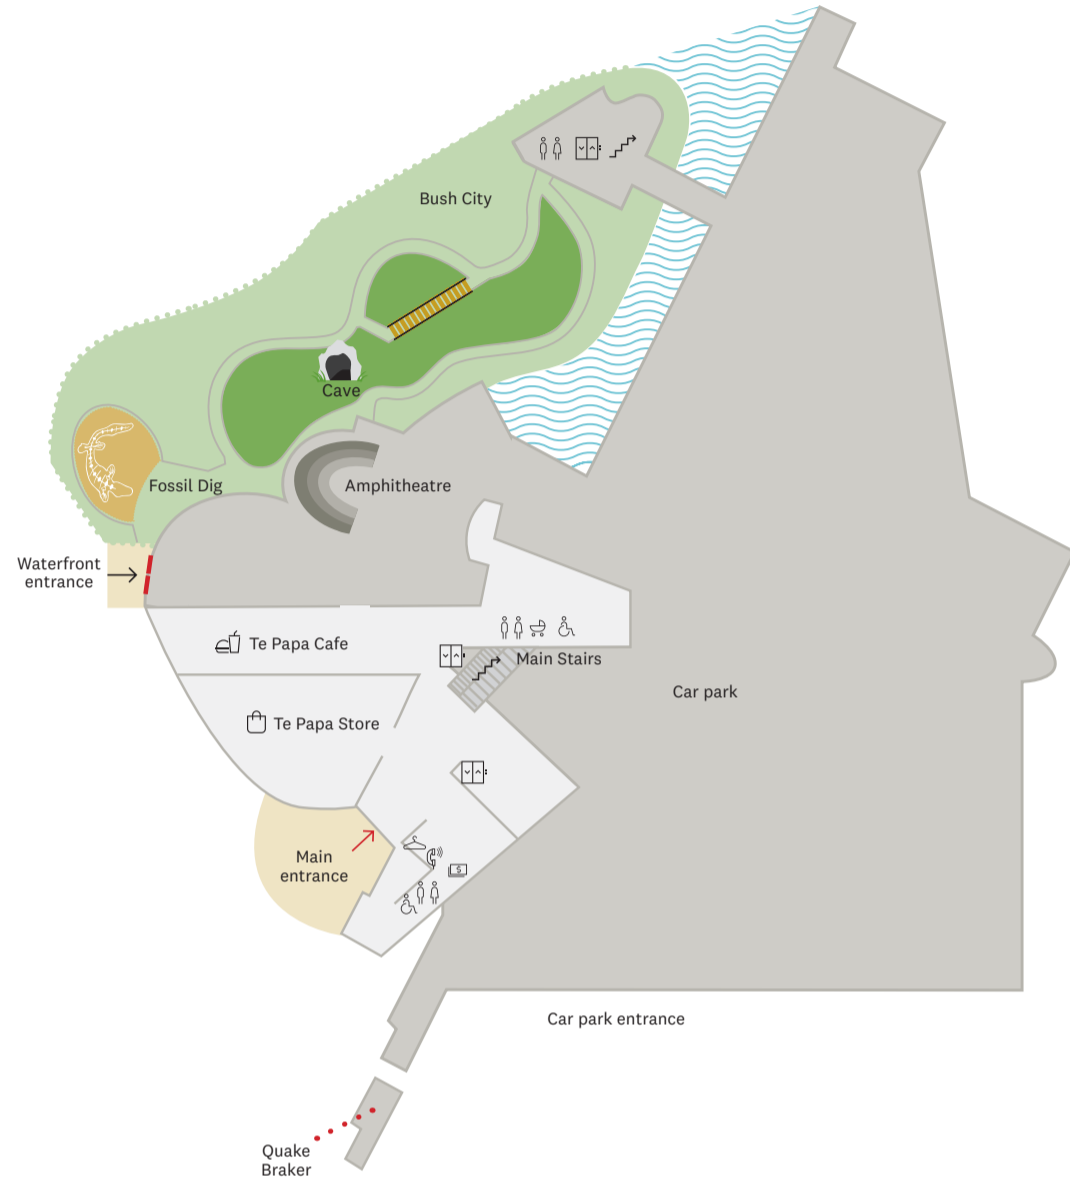 Bush City
Cave
Fossil Dig
Amphitheatre
Waterfront
entrance
Te Papa Cafe
Main Stairs
Car park
Te Papa Store
Main
entrance
$
Car park entrance
Quake
Braker